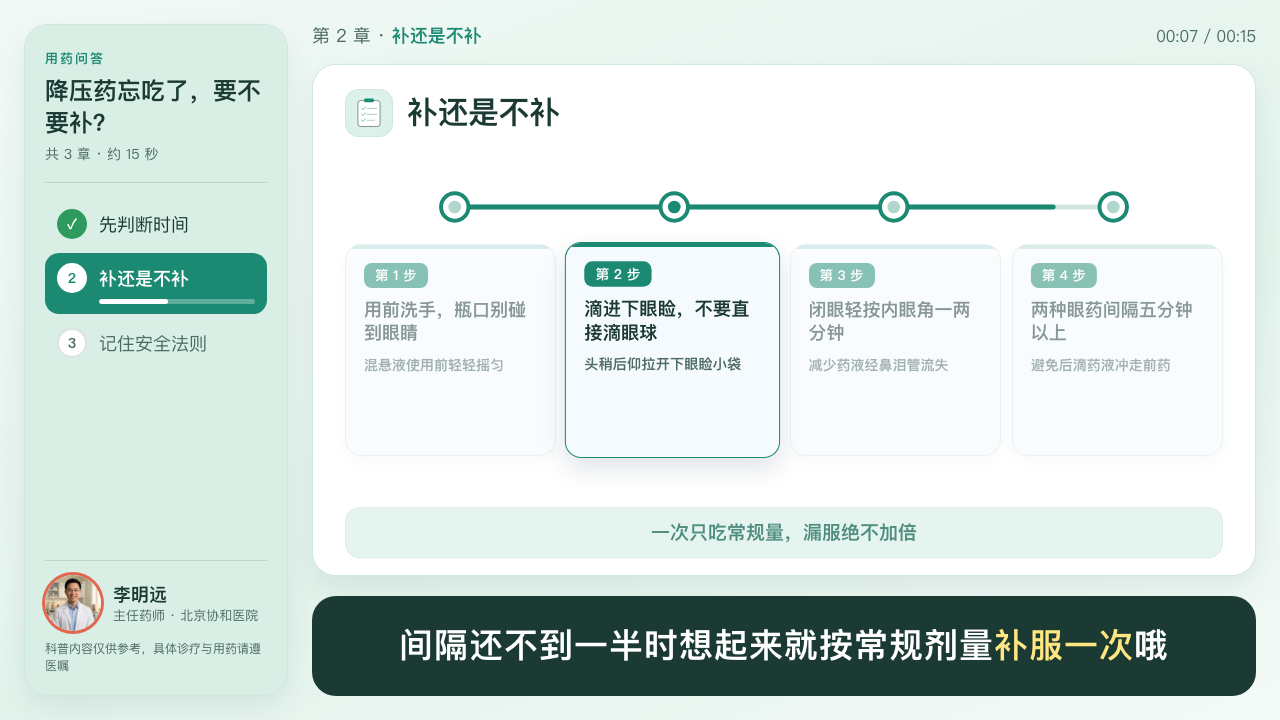 用药问答
降压药忘吃了，要不
要补？
共 3 章 · 约 15 秒
先判断时间
2
补还是不补
3
记住安全法则
李明远
主任药师 · 北京协和医院
科普内容仅供参考，具体诊疗与用药请遵
医嘱
第 2 章 · 补还是不补
00:07 / 00:15
补还是不补
第 1 步
用前洗手，瓶口别碰
到眼睛
混悬液使用前轻轻摇匀
第 2 步
滴进下眼睑，不要直
接滴眼球
头稍后仰拉开下眼睑小袋
第 3 步
闭眼轻按内眼角一两
分钟
减少药液经鼻泪管流失
第 4 步
两种眼药间隔五分钟
以上
避免后滴药液冲走前药
一次只吃常规量，漏服绝不加倍
间隔还不到一半时想起来就按常规剂量补服一次哦